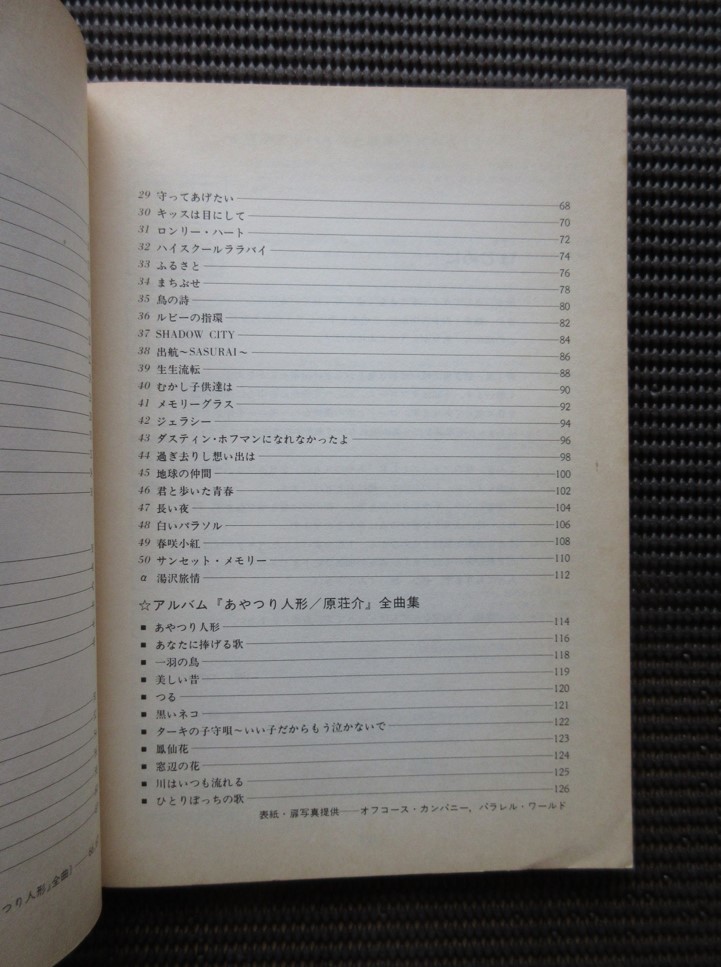 29 守ってあげたい 68
30 キッスは目にして 70
31 ロンリー・ハート 72
32 ハイスクールララバイ 74
33 ふるさと 76
34 まちぶせ 78
35 鳥の詩 80
36 ルビーの指環 82
37 SHADOW CITY 84
38 出航〜SASURAI〜 86
39 生生流転 88
40 むかし子供達は 90
41 メモリーグラス 92
42 ジェラシー 94
43 ダスティン・ホフマンになれなかったよ 96
44 過ぎ去りし想い出は 98
45 地球の仲間 100
46 君と歩いた青春 102
47 長い夜 104
48 白いパラソル 106
49 春咲小紅 108
50 サンセット・メモリー 110
α 湯沢旅情 112
☆アルバム『あやつり人形／原荘介』全曲集
■ あやつり人形 114
■ あなたに捧げる歌 116
■ 一羽の鳥 118
■ 美しい昔 119
■ つる 120
■ 黒いネコ 121
■ ターキの子守唄〜いい子だからもう泣かないで 122
■ 鳳仙花 123
■ 窓辺の花 124
■ 川はいつも流れる 125
■ ひとりぼっちの歌 126
表紙・扉写真提供──オフコース・カンパニー，パラレル・ワールド
つり人形』全曲